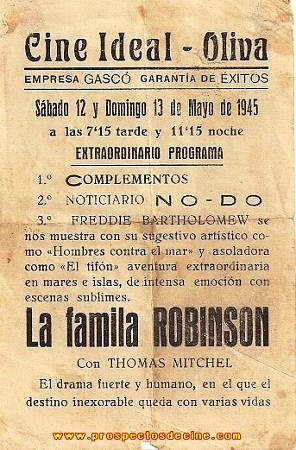 Cine Ideal - Oliva
EMPRESA GASCÓ GARANTÍA DE ÉXITOS
Sábado 12 y Domingo 13 de Mayo de 1945
a las 7'15 tarde y 11'15 noche
EXTRAORDINARIO PROGRAMA
1.º COMPLEMENTOS
2.º NOTICIARIO NO-DO
3.º FREDDIE BARTHOLOMEW se
nos muestra con su sugestivo artístico co-
mo «Hombres contra el mar» y asoladora
como «El tifón» aventura extraordinaria
en mares e islas, de intensa emoción con
escenas sublimes.
La famila ROBINSON
Con THOMAS MITCHEL
El drama fuerte y humano, en el que el
destino inexorable queda con varias vidas
www.prospectosdecine.com